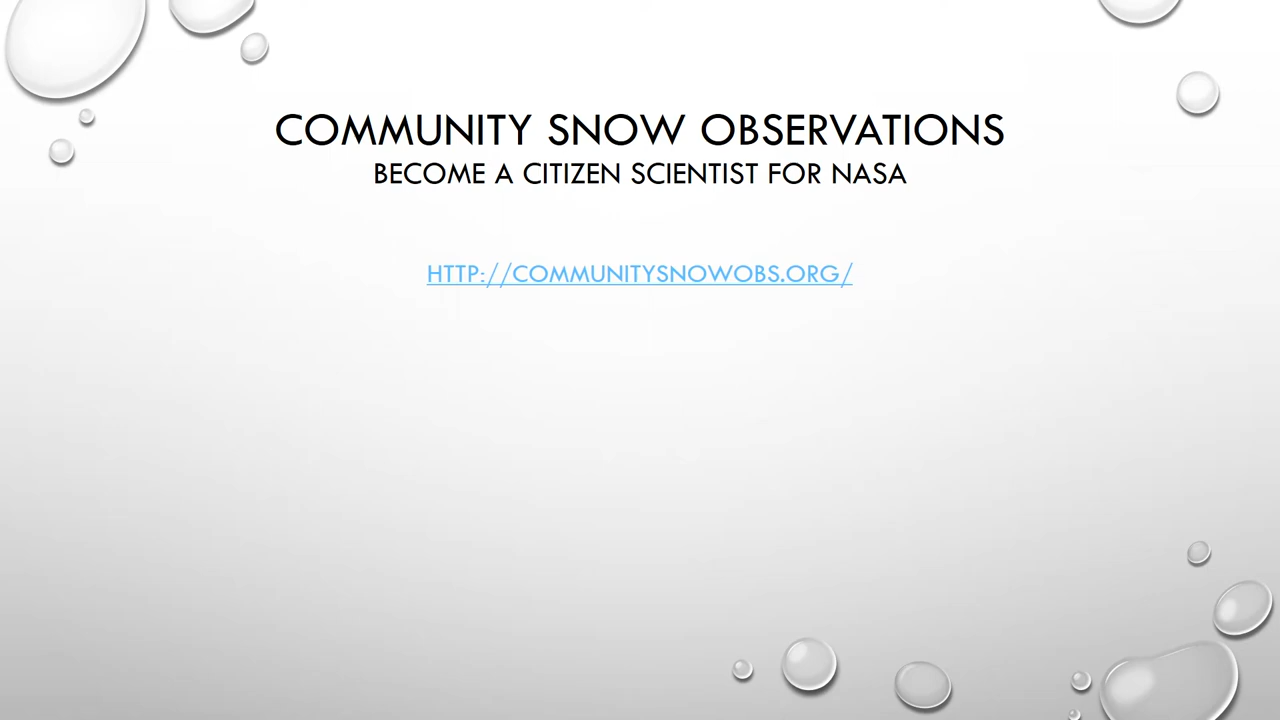 COMMUNITY SNOW OBSERVATIONS
BECOME A CITIZEN SCIENTIST FOR NASA
HTTP://COMMUNITYSNOWOBS.ORG/